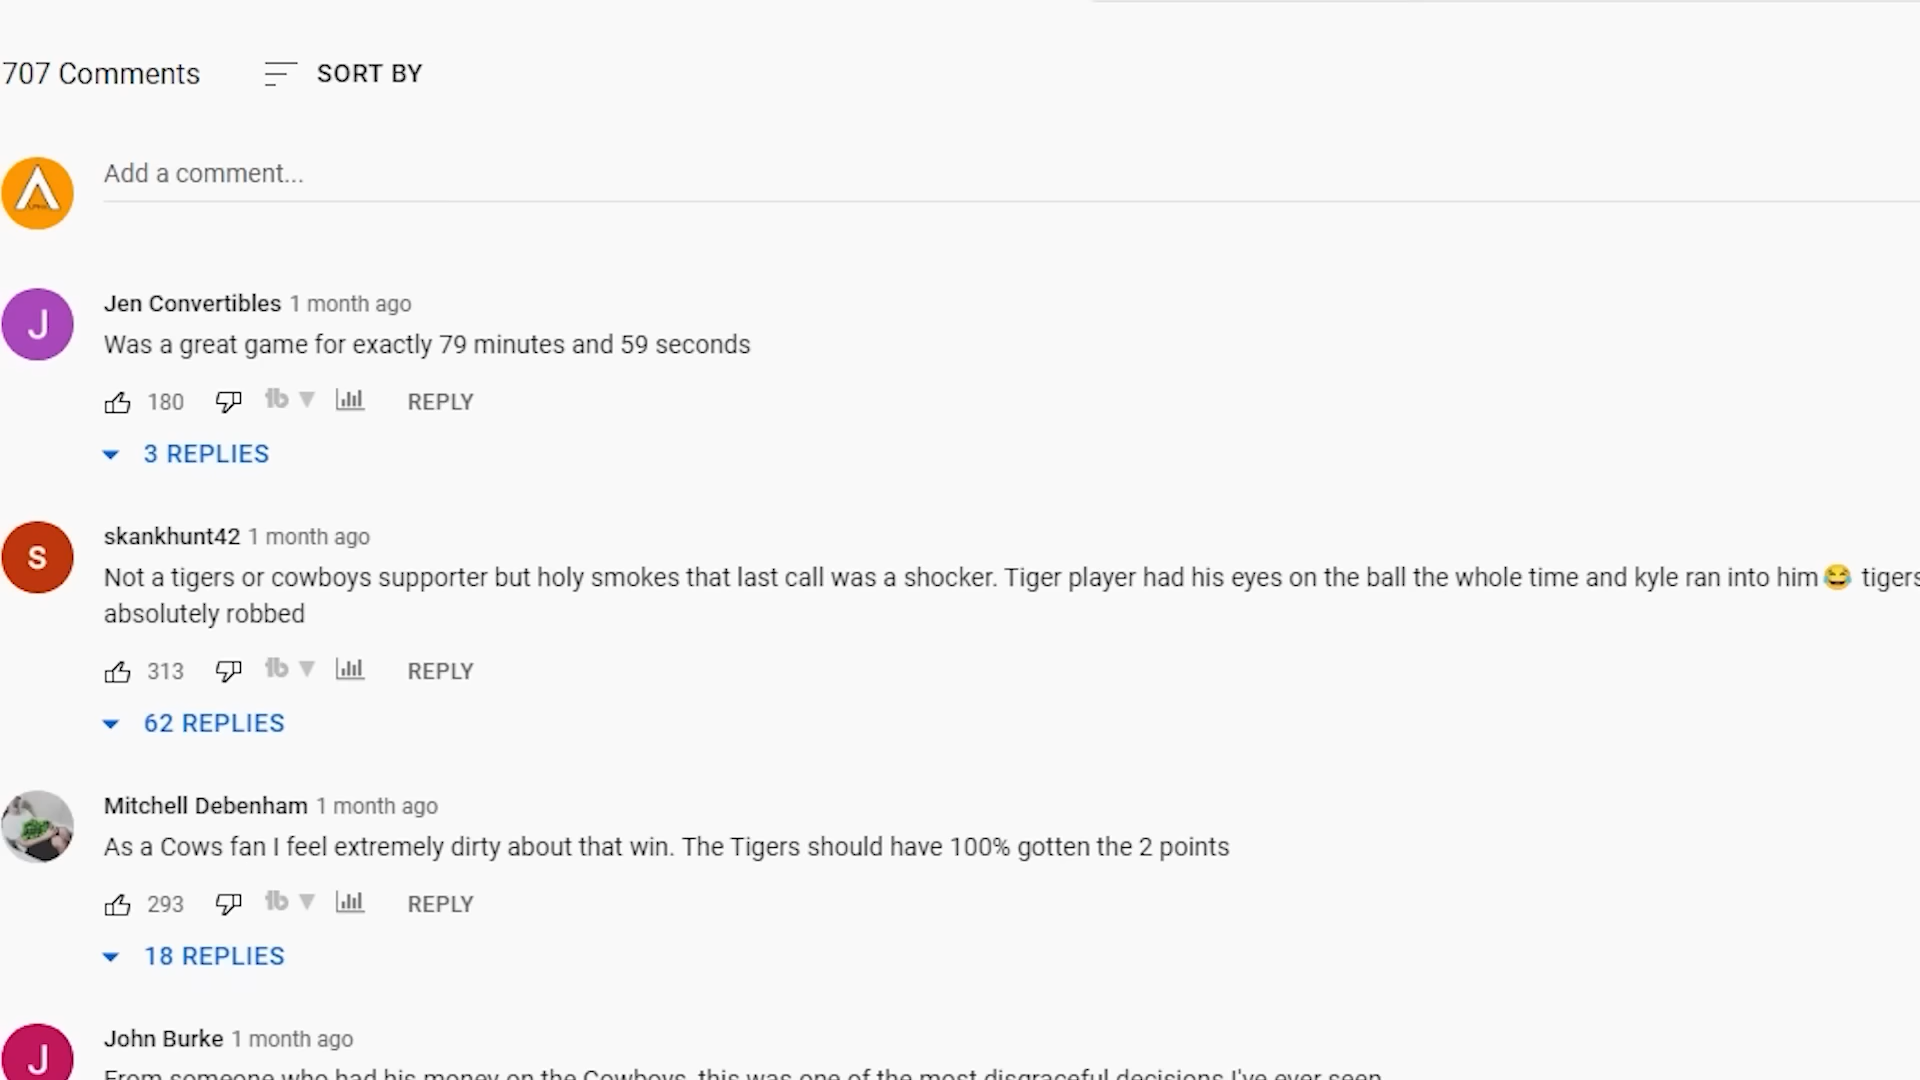 707 Comments SORT BY
Add a comment...
Jen Convertibles 1 month ago
Was a great game for exactly 79 minutes and 59 seconds
180 REPLY
3 REPLIES
skankhunt42 1 month ago
Not a tigers or cowboys supporter but holy smokes that last call was a shocker. Tiger player had his eyes on the ball the whole time and kyle ran into him😂 tigers
absolutely robbed
313 REPLY
62 REPLIES
Mitchell Debenham 1 month ago
As a Cows fan I feel extremely dirty about that win. The Tigers should have 100% gotten the 2 points
293 REPLY
18 REPLIES
John Burke 1 month ago
From someone who had his money on the Cowboys, this was one of the most disgraceful decisions I've ever seen